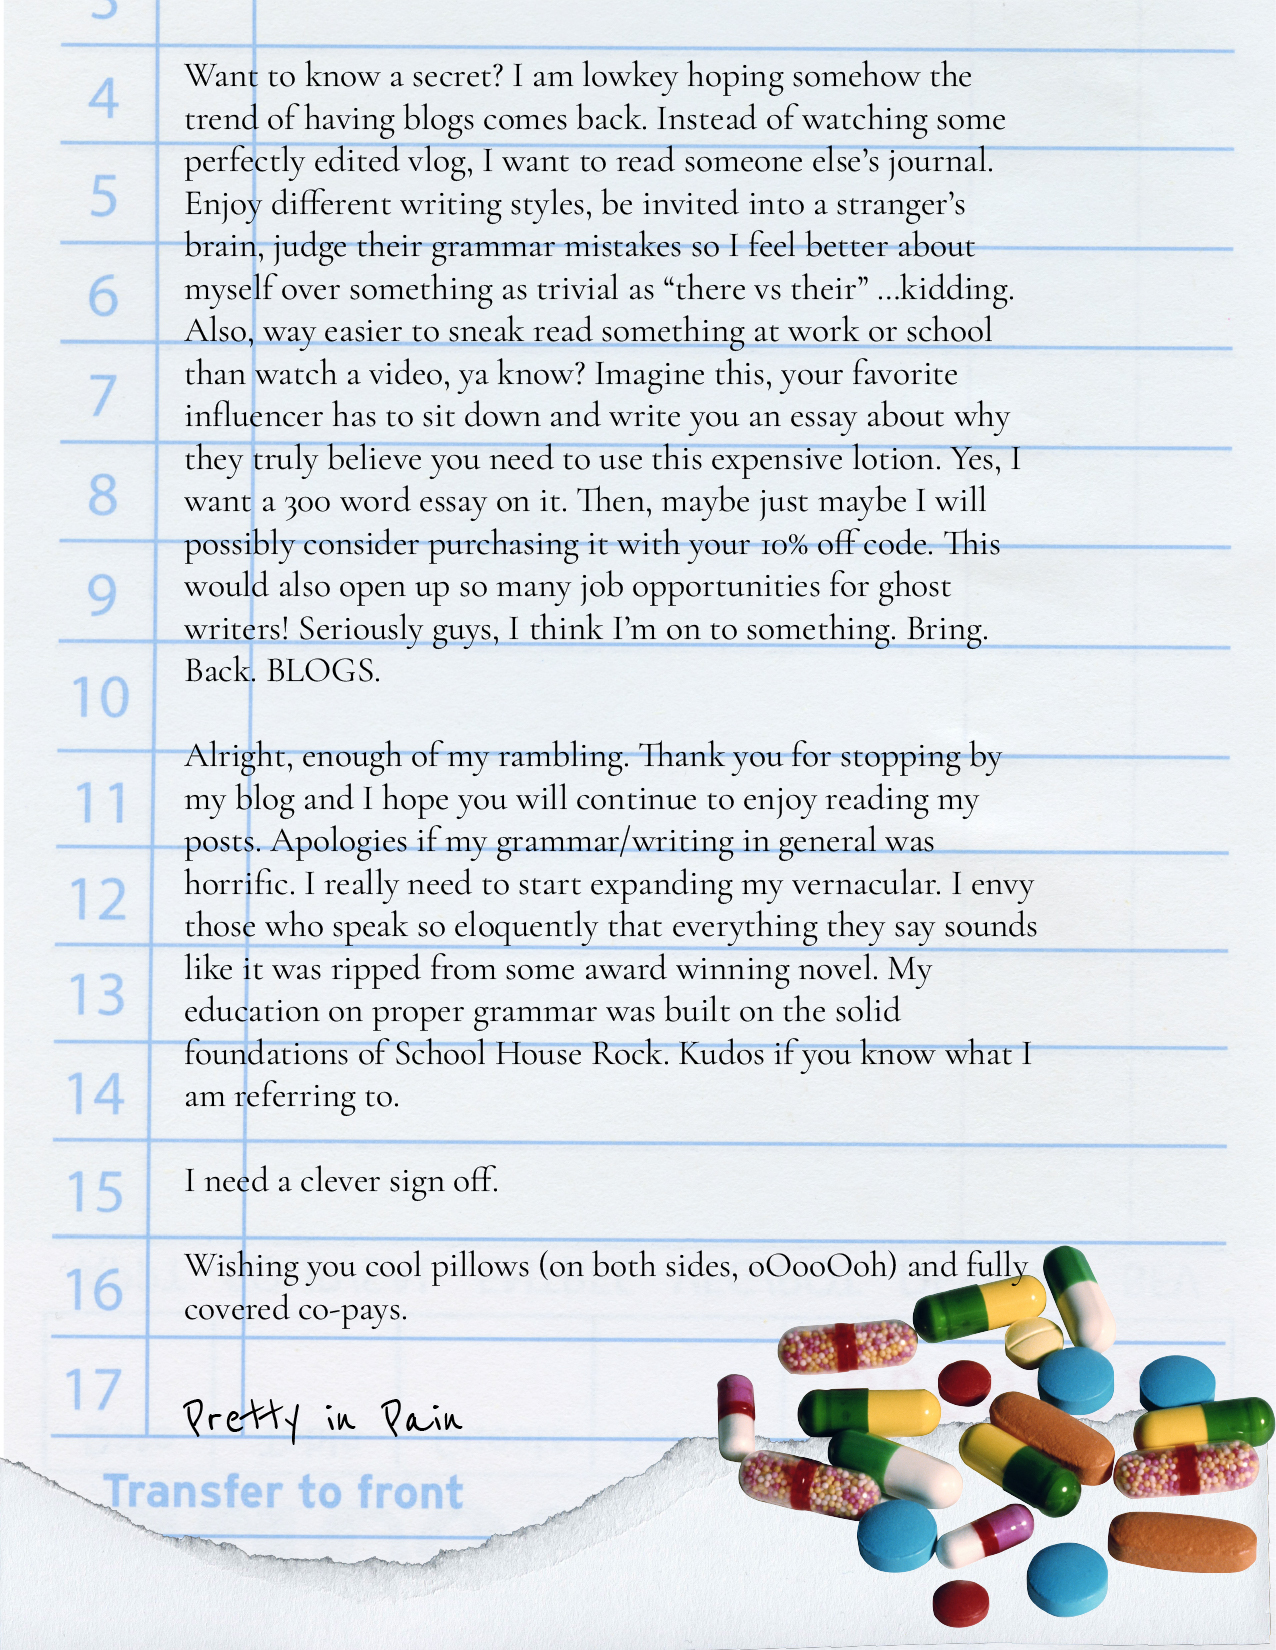 3
4
Want to know a secret? I am lowkey hoping somehow the
trend of having blogs comes back. Instead of watching some
perfectly edited vlog, I want to read someone else’s journal.
5
Enjoy different writing styles, be invited into a stranger’s
brain, judge their grammar mistakes so I feel better about
6
myself over something as trivial as “there vs their” ...kidding.
Also, way easier to sneak read something at work or school
7
than watch a video, ya know? Imagine this, your favorite
influencer has to sit down and write you an essay about why
they truly believe you need to use this expensive lotion. Yes, I
8
want a 300 word essay on it. Then, maybe just maybe I will
possibly consider purchasing it with your 10% off code. This
9
would also open up so many job opportunities for ghost
writers! Seriously guys, I think I’m on to something. Bring.
Back. BLOGS.
10
Alright, enough of my rambling. Thank you for stopping by
11
my blog and I hope you will continue to enjoy reading my
posts. Apologies if my grammar/writing in general was
12
horrific. I really need to start expanding my vernacular. I envy
those who speak so eloquently that everything they say sounds
like it was ripped from some award winning novel. My
13
education on proper grammar was built on the solid
foundations of School House Rock. Kudos if you know what I
14
am referring to.
15
I need a clever sign off.
16
Wishing you cool pillows (on both sides, oOooOoh) and fully
covered co-pays.
17
Pretty in Pain
Transfer to front